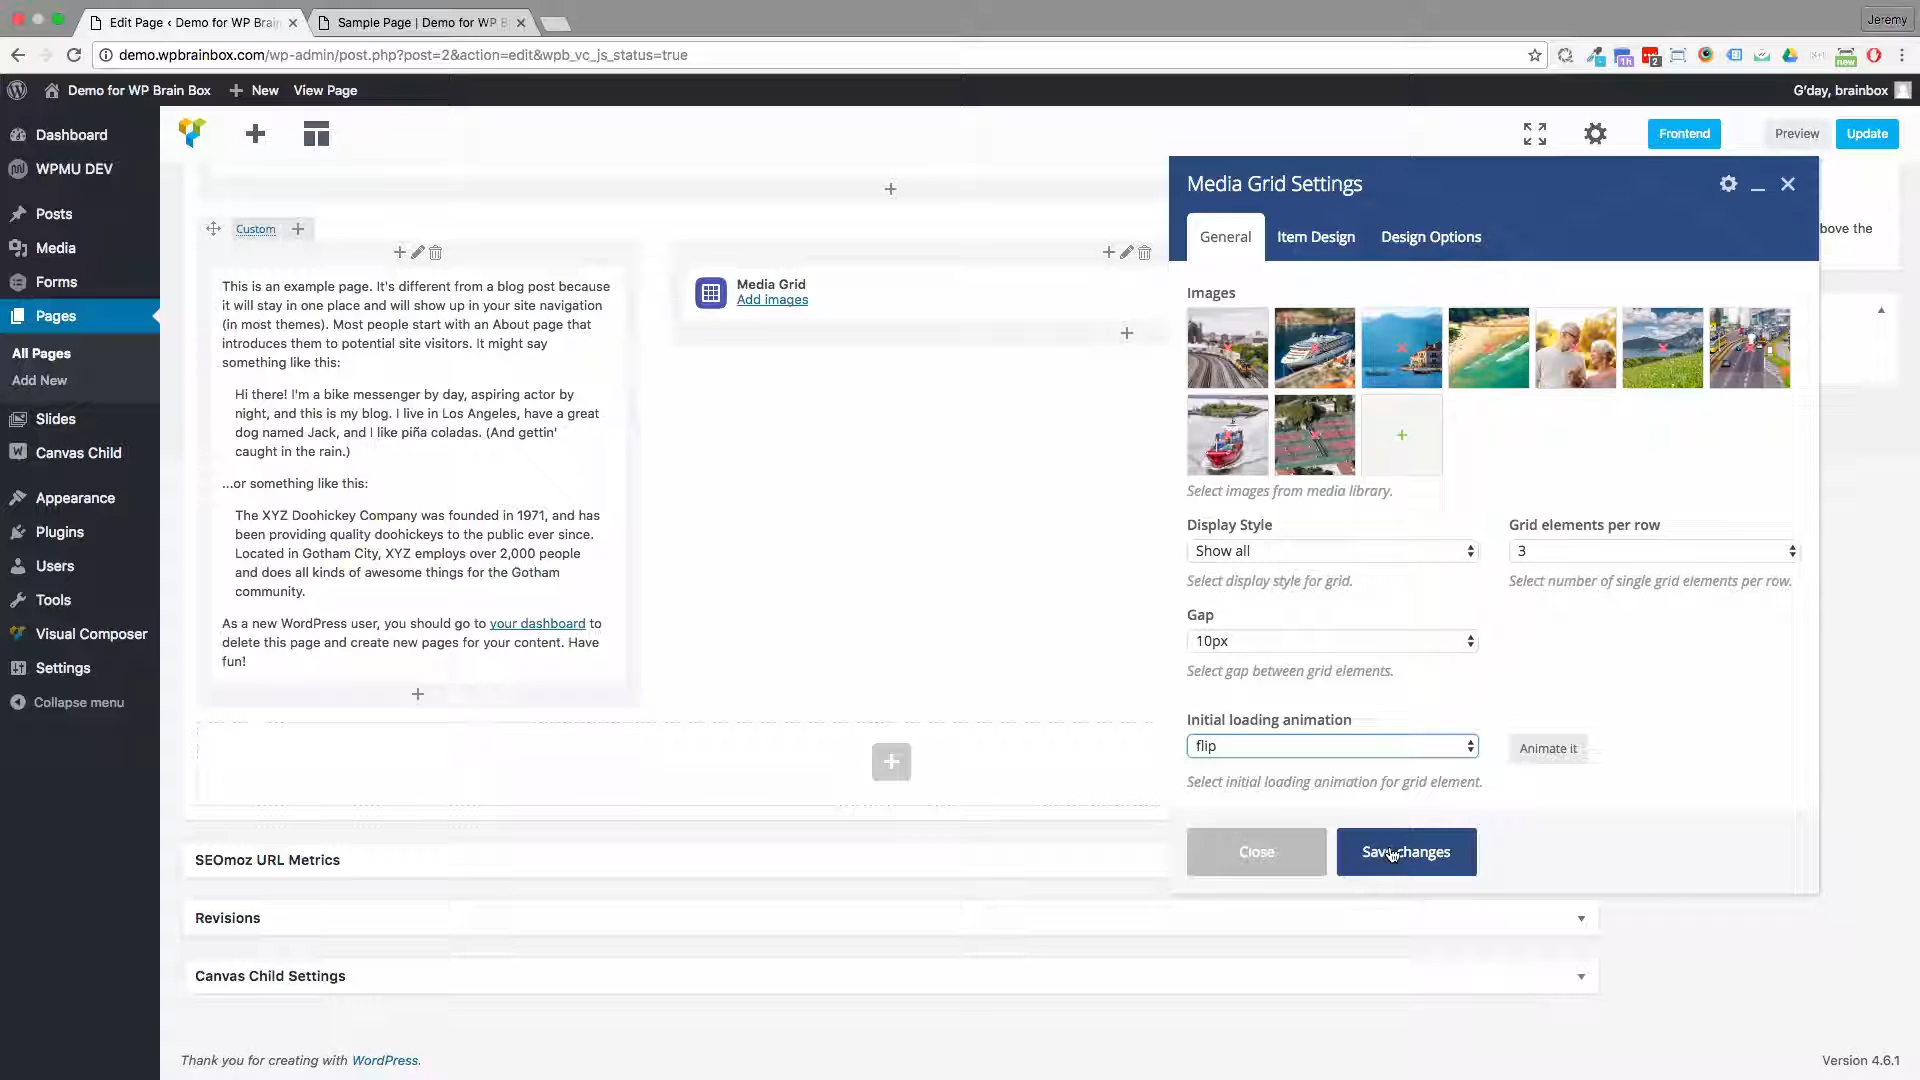 Edit Page ‹ Demo for WP Brain
Sample Page | Demo for WP B
Jeremy
demo.wpbrainbox.com/wp-admin/post.php?post=2&action=edit&wpb_vc_js_status=true
1h
2
new
Demo for WP Brain Box
New
View Page
G'day, brainbox
Dashboard
WPMU DEV
Posts
Media
Forms
Pages
All Pages
Add New
Slides
Canvas Child
Appearance
Plugins
Users
Tools
Visual Composer
Settings
Collapse menu
Frontend
Preview
Update
bove the
Custom
This is an example page. It's different from a blog post because
it will stay in one place and will show up in your site navigation
(in most themes). Most people start with an About page that
introduces them to potential site visitors. It might say
something like this:
Hi there! I'm a bike messenger by day, aspiring actor by
night, and this is my blog. I live in Los Angeles, have a great
dog named Jack, and I like piña coladas. (And gettin'
caught in the rain.)
...or something like this:
The XYZ Doohickey Company was founded in 1971, and has
been providing quality doohickeys to the public ever since.
Located in Gotham City, XYZ employs over 2,000 people
and does all kinds of awesome things for the Gotham
community.
As a new WordPress user, you should go to your dashboard to
delete this page and create new pages for your content. Have
fun!
Media Grid
Add images
Media Grid Settings
General
Item Design
Design Options
Images
Select images from media library.
Display Style
Show all
Select display style for grid.
Grid elements per row
3
Select number of single grid elements per row.
Gap
10px
Select gap between grid elements.
Initial loading animation
flip
Animate it
Select initial loading animation for grid element.
Close
Save changes
SEOmoz URL Metrics
Revisions
Canvas Child Settings
Thank you for creating with WordPress.
Version 4.6.1